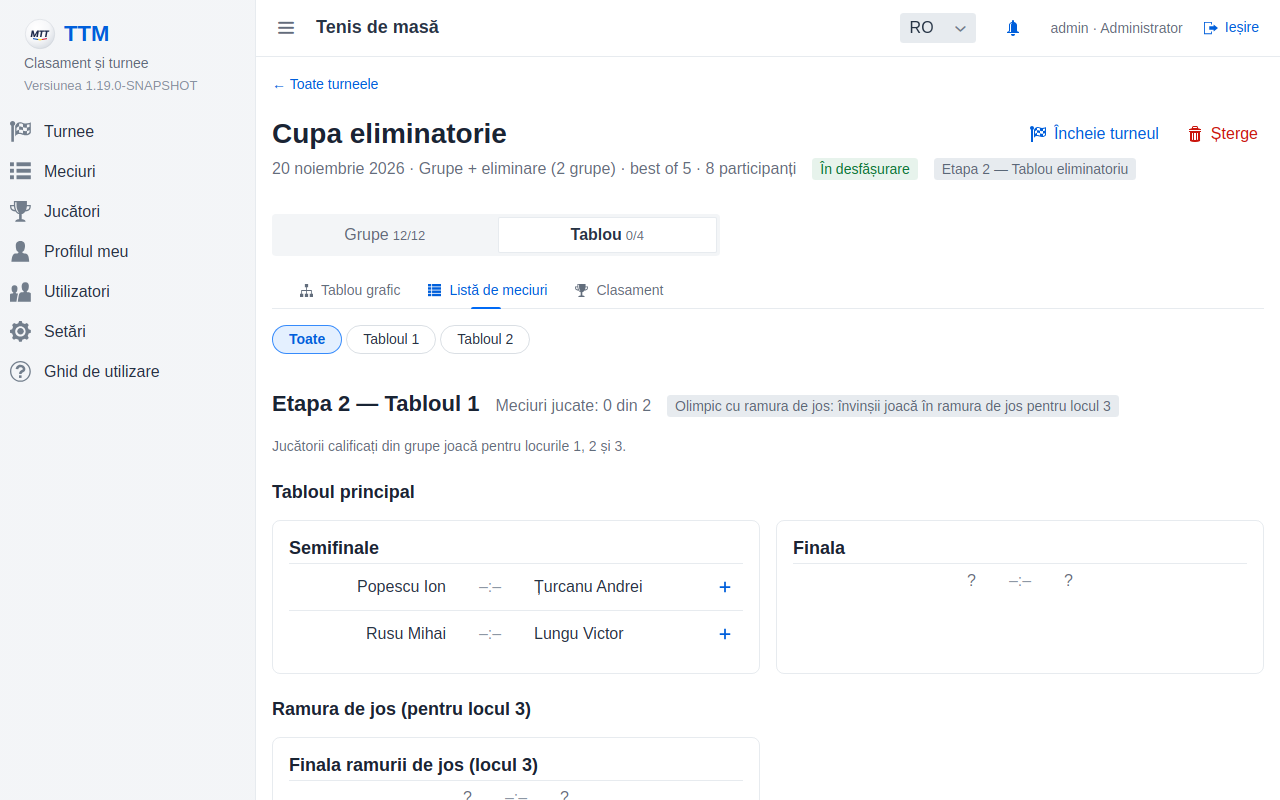 MTT TTM
Clasament și turnee
Versiunea 1.19.0-SNAPSHOT
Turnee
Meciuri
Jucători
Profilul meu
Utilizatori
Setări
Ghid de utilizare
Tenis de masă
RO
admin · Administrator
Ieșire
← Toate turneele
Cupa eliminatorie
Încheie turneul
Șterge
20 noiembrie 2026 · Grupe + eliminare (2 grupe) · best of 5 · 8 participanți
În desfășurare
Etapa 2 — Tablou eliminatoriu
Grupe 12/12
Tablou 0/4
Tablou grafic
Listă de meciuri
Clasament
Toate
Tabloul 1
Tabloul 2
Etapa 2 — Tabloul 1
Meciuri jucate: 0 din 2
Olimpic cu ramura de jos: învinșii joacă în ramura de jos pentru locul 3
Jucătorii calificați din grupe joacă pentru locurile 1, 2 și 3.
Tabloul principal
Semifinale
Popescu Ion –:– Țurcanu Andrei +
Rusu Mihai –:– Lungu Victor +
Finala
? –:– ?
Ramura de jos (pentru locul 3)
Finala ramurii de jos (locul 3)
? –:– ?